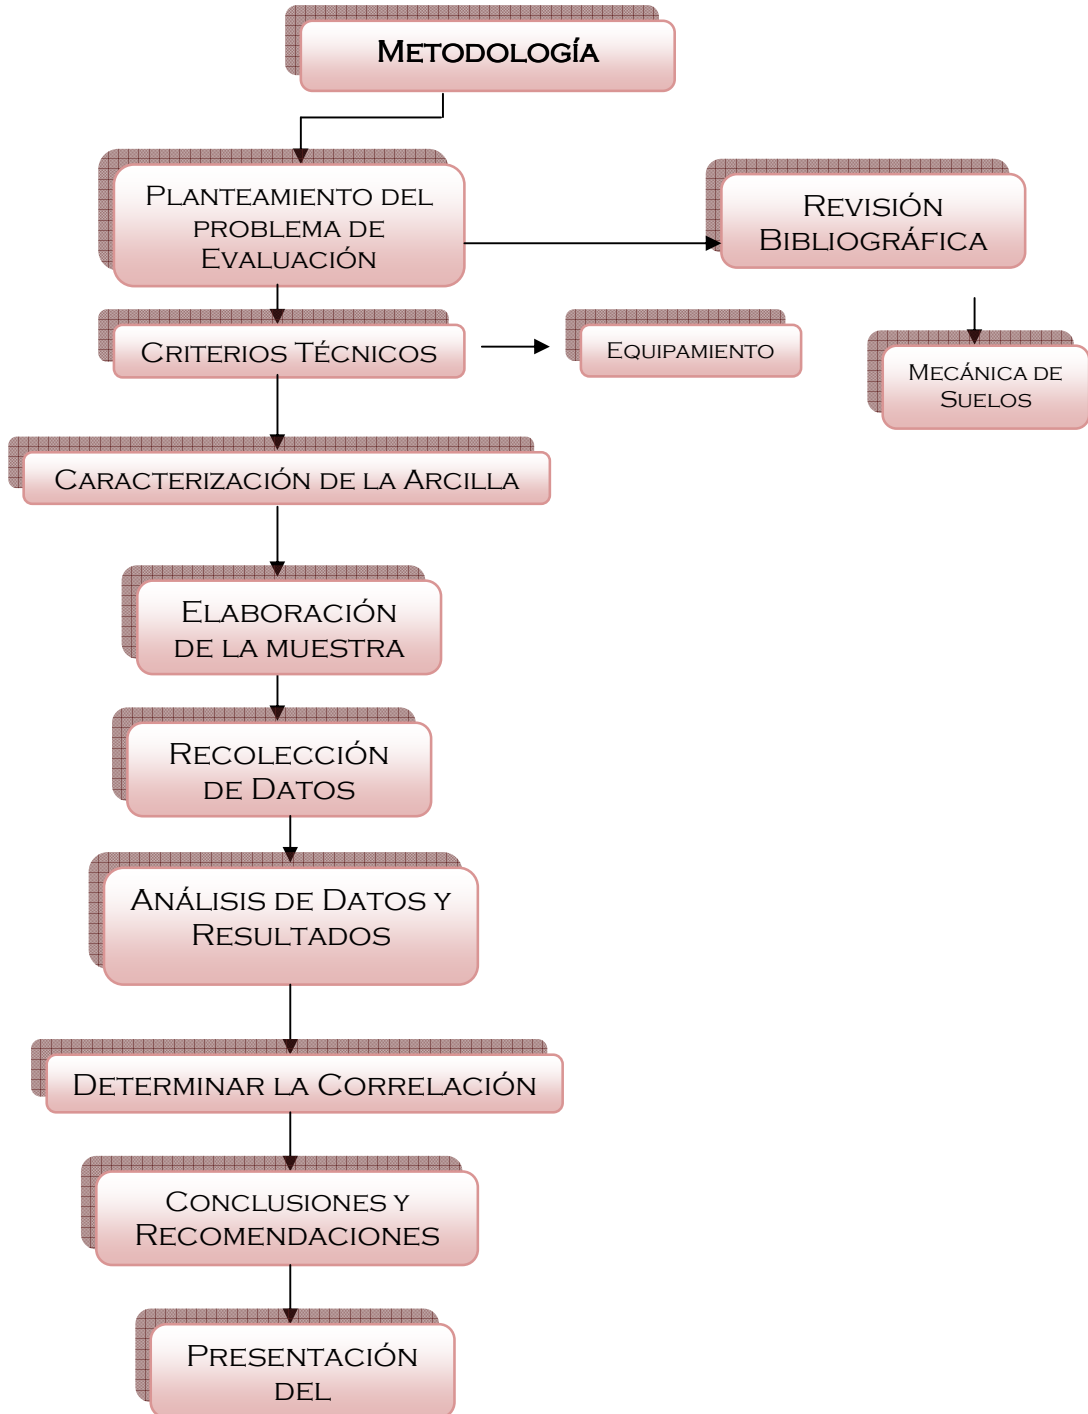 METODOLOGÍA
PLANTEAMIENTO DEL
PROBLEMA DE
EVALUACIÓN
REVISIÓN
BIBLIOGRÁFICA
CRITERIOS TÉCNICOS
EQUIPAMIENTO
MECÁNICA DE
SUELOS
CARACTERIZACIÓN DE LA ARCILLA
ELABORACIÓN
DE LA MUESTRA
RECOLECCIÓN
DE DATOS
ANÁLISIS DE DATOS Y
RESULTADOS
DETERMINAR LA CORRELACIÓN
CONCLUSIONES Y
RECOMENDACIONES
PRESENTACIÓN
DEL